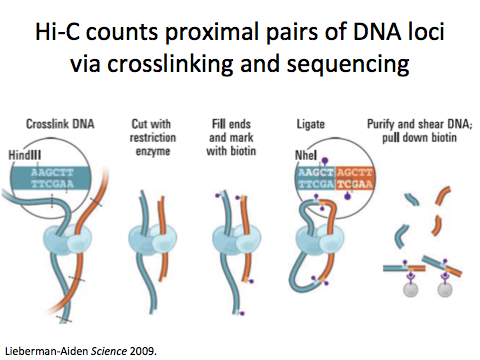 Hi-C counts proximal pairs of DNA loci
via crosslinking and sequencing
Crosslink DNA
HindIII
AAGCTT
TTCGAA
Cut with
restriction
enzyme
Fill ends
and mark
with biotin
Ligate
NheI
AAGCT AGCTT
TTCGA TCGAA
Purify and shear DNA;
pull down biotin
Lieberman-Aiden Science 2009.